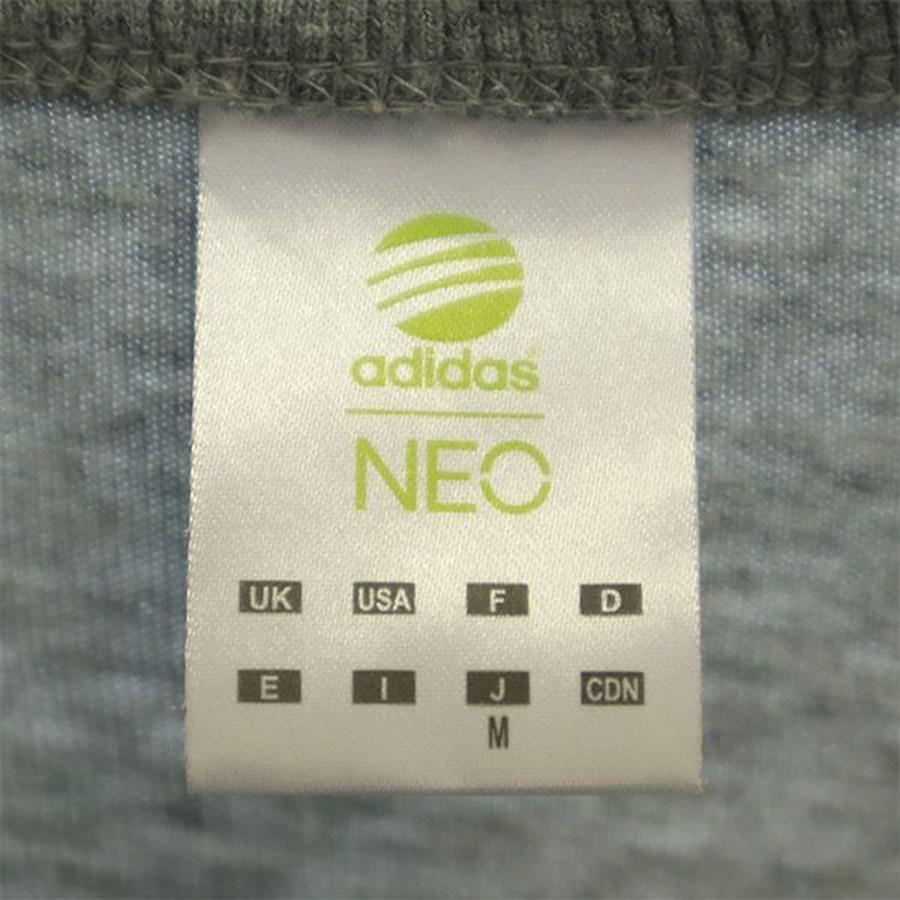 adidas®
NEO
UK USA F D
E I J CDN
M